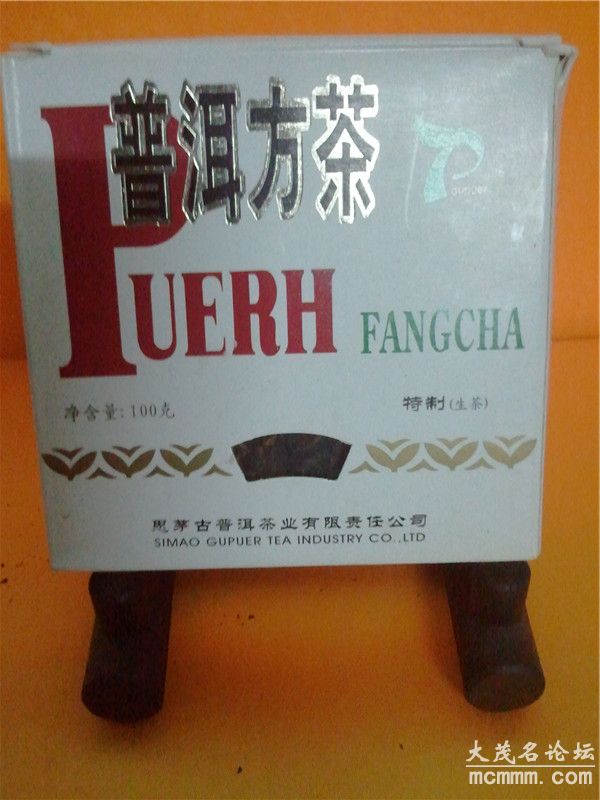 普洱方茶
Gupuer
PUERH FANGCHA
净含量:100克
特制(生茶)
思茅古普洱茶业有限责任公司
SIMAO GUPUER TEA INDUSTRY CO.,LTD
大茂名论坛
mcmmm.com